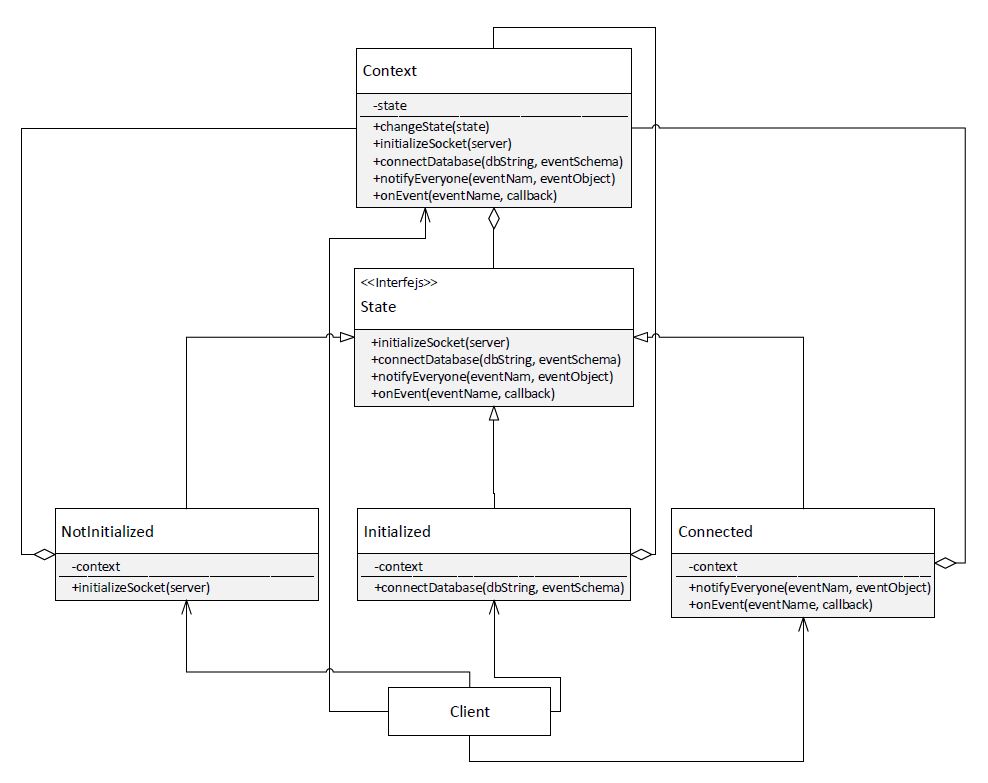 Context
-state
+changeState(state)
+initializeSocket(server)
+connectDatabase(dbString, eventSchema)
+notifyEveryone(eventNam, eventObject)
+onEvent(eventName, callback)
<<Interfejs>>
State
+initializeSocket(server)
+connectDatabase(dbString, eventSchema)
+notifyEveryone(eventNam, eventObject)
+onEvent(eventName, callback)
NotInitialized
-context
+initializeSocket(server)
Initialized
-context
+connectDatabase(dbString, eventSchema)
Connected
-context
+notifyEveryone(eventNam, eventObject)
+onEvent(eventName, callback)
Client